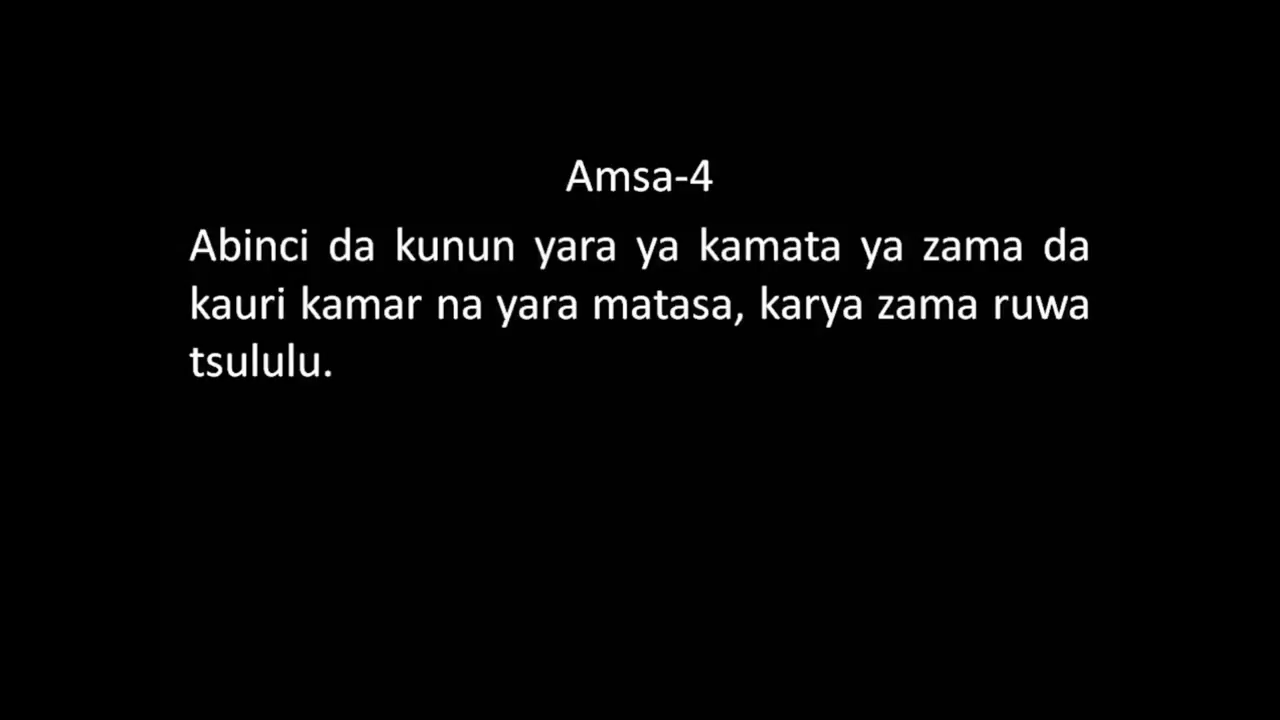 Amsa-4
Abinci da kunun yara ya kamata ya zama da
kauri kamar na yara matasa, karya zama ruwa
tsululu.